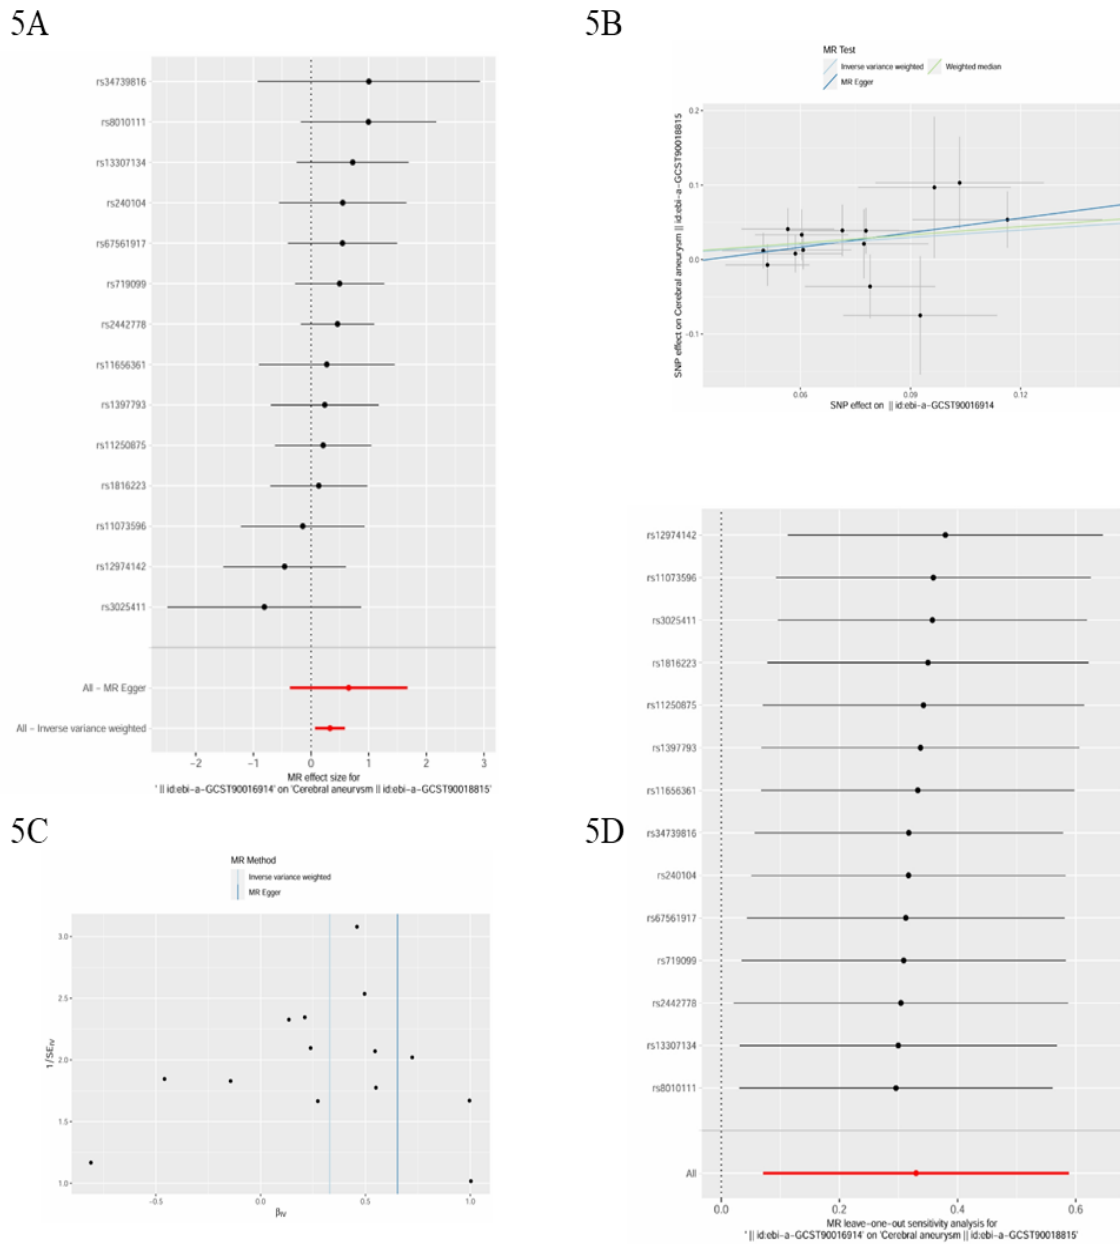 5A
rs34739816
rs8010111
rs13307134
rs240104
rs67561917
rs719099
rs2442778
rs11656361
rs1397793
rs11250875
rs1816223
rs11073596
rs12974142
rs3025411
All − MR Egger
All − Inverse variance weighted
−2 −1 0 1 2 3
MR effect size for
' || id:ebi−a−GCST90016914' on 'Cerebral aneurysm || id:ebi−a−GCST90018815'
5B
MR Test
Inverse variance weighted Weighted median
MR Egger
SNP effect on Cerebral aneurysm || id:ebi−a−GCST90018815
0.2
0.1
0.0
−0.1
0.06 0.09 0.12
SNP effect on || id:ebi−a−GCST90016914
5C
MR Method
Inverse variance weighted
MR Egger
1/SE_IV
3.0
2.5
2.0
1.5
1.0
−0.5 0.0 0.5 1.0
β_IV
5D
rs12974142
rs11073596
rs3025411
rs1816223
rs11250875
rs1397793
rs11656361
rs34739816
rs240104
rs67561917
rs719099
rs2442778
rs13307134
rs8010111
All
0.0 0.2 0.4 0.6
MR leave−one−out sensitivity analysis for
' || id:ebi−a−GCST90016914' on 'Cerebral aneurysm || id:ebi−a−GCST90018815'